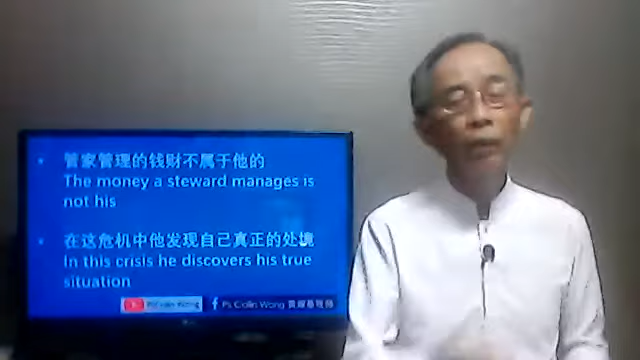 管家管理的钱财不属于他的
The money a steward manages is
not his
在这危机中他发现自己真正的处境
In this crisis he discovers his true
situation
Ps Colin Wong